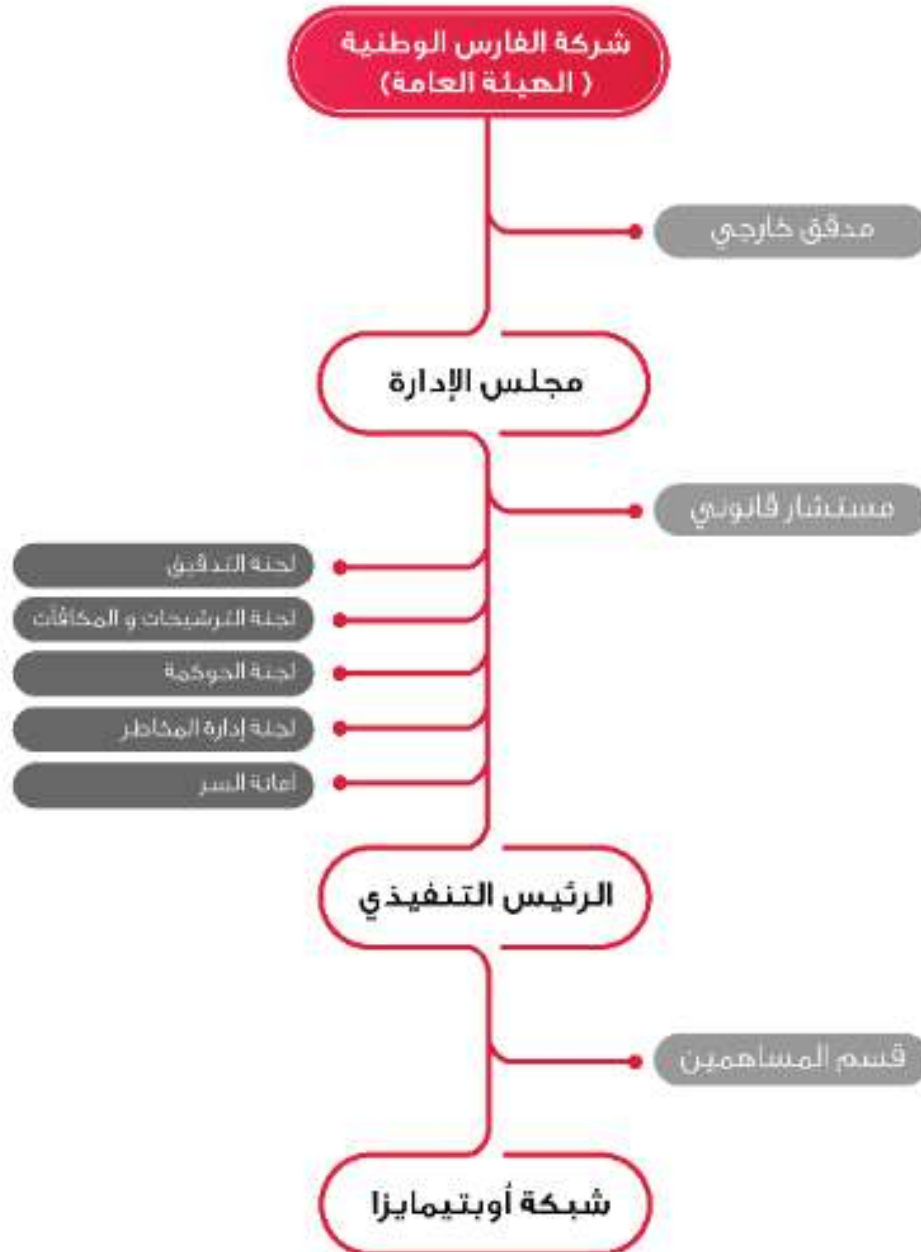 شركة الفارس الوطنية
( الهيئة العامة)
مدقق خارجي
مجلس الإدارة
مستشار قانوني
لجنة التدقيق
لجنة الترشيحات و المكافآت
لجنة الحوكمة
لجنة إدارة المخاطر
أمانة السر
الرئيس التنفيذي
قسم المساهمين
شبكة أوبتيمايزا